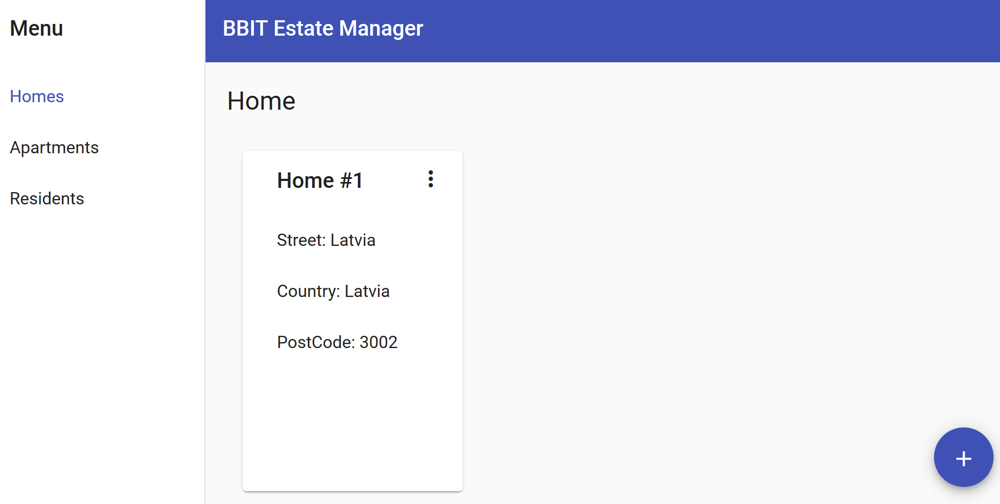 Menu
BBIT Estate Manager
Homes
Apartments
Residents
Home
Home #1
Street: Latvia
Country: Latvia
PostCode: 3002
+